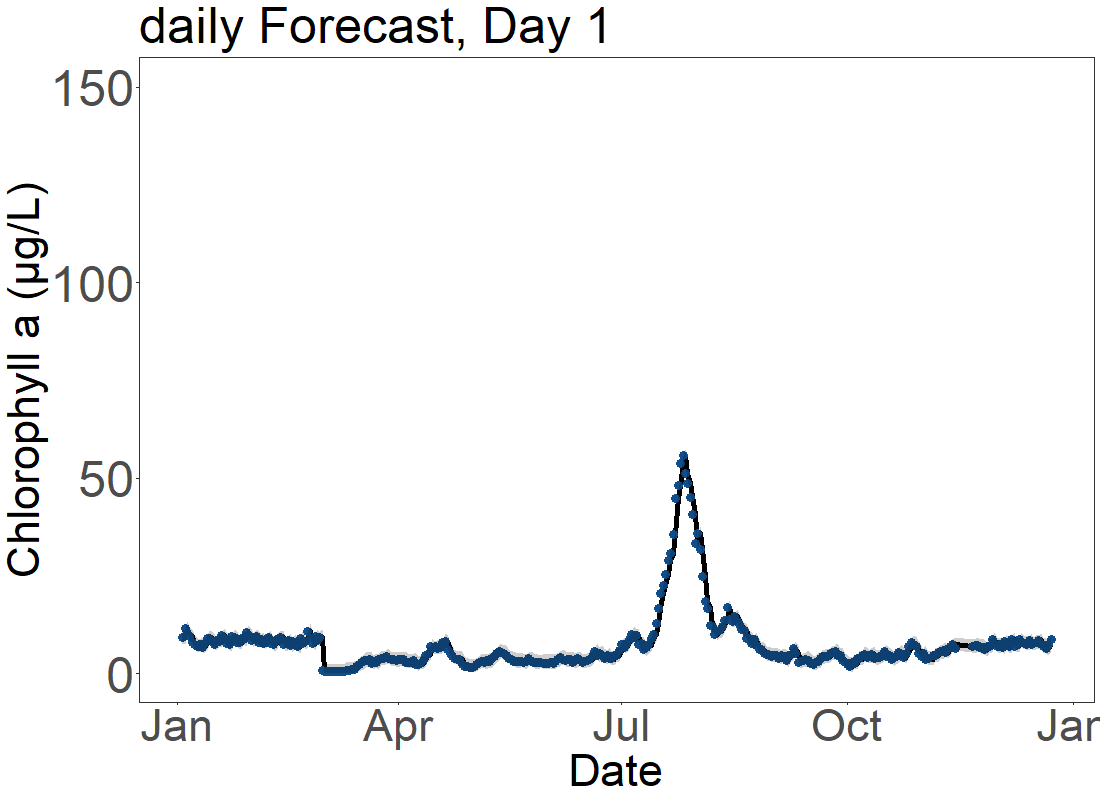 daily Forecast, Day 1
150
100
50
0
Chlorophyll a (μg/L)
Jan Apr Jul Oct Jan
Date